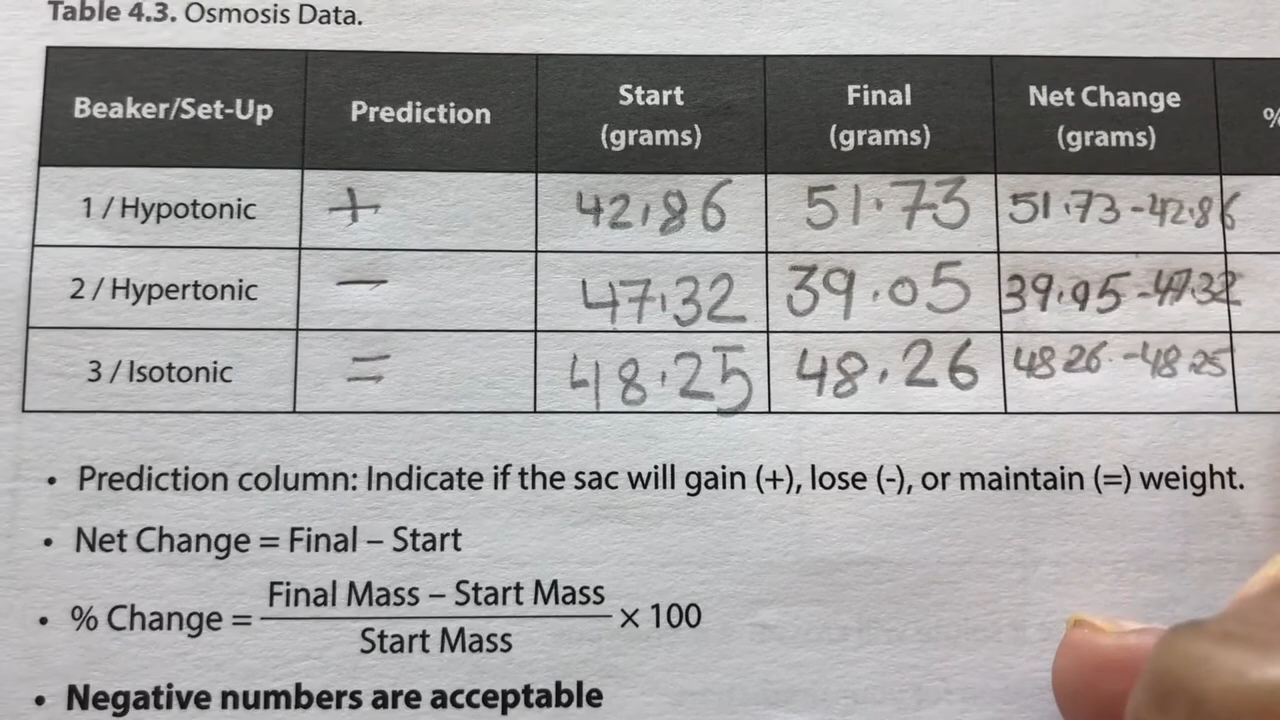 Table 4.3. Osmosis Data.
Beaker/Set-Up Prediction Start (grams) Final (grams) Net Change (grams) %
1 / Hypotonic + 42.86 51.73 51.73 - 42.86
2 / Hypertonic - 47.32 39.05 39.95 - 47.32
3 / Isotonic = 48.25 48.26 48 26. - 48.25
• Prediction column: Indicate if the sac will gain (+), lose (-), or maintain (=) weight.
• Net Change = Final – Start
• % Change = Final Mass – Start Mass / Start Mass × 100
• Negative numbers are acceptable